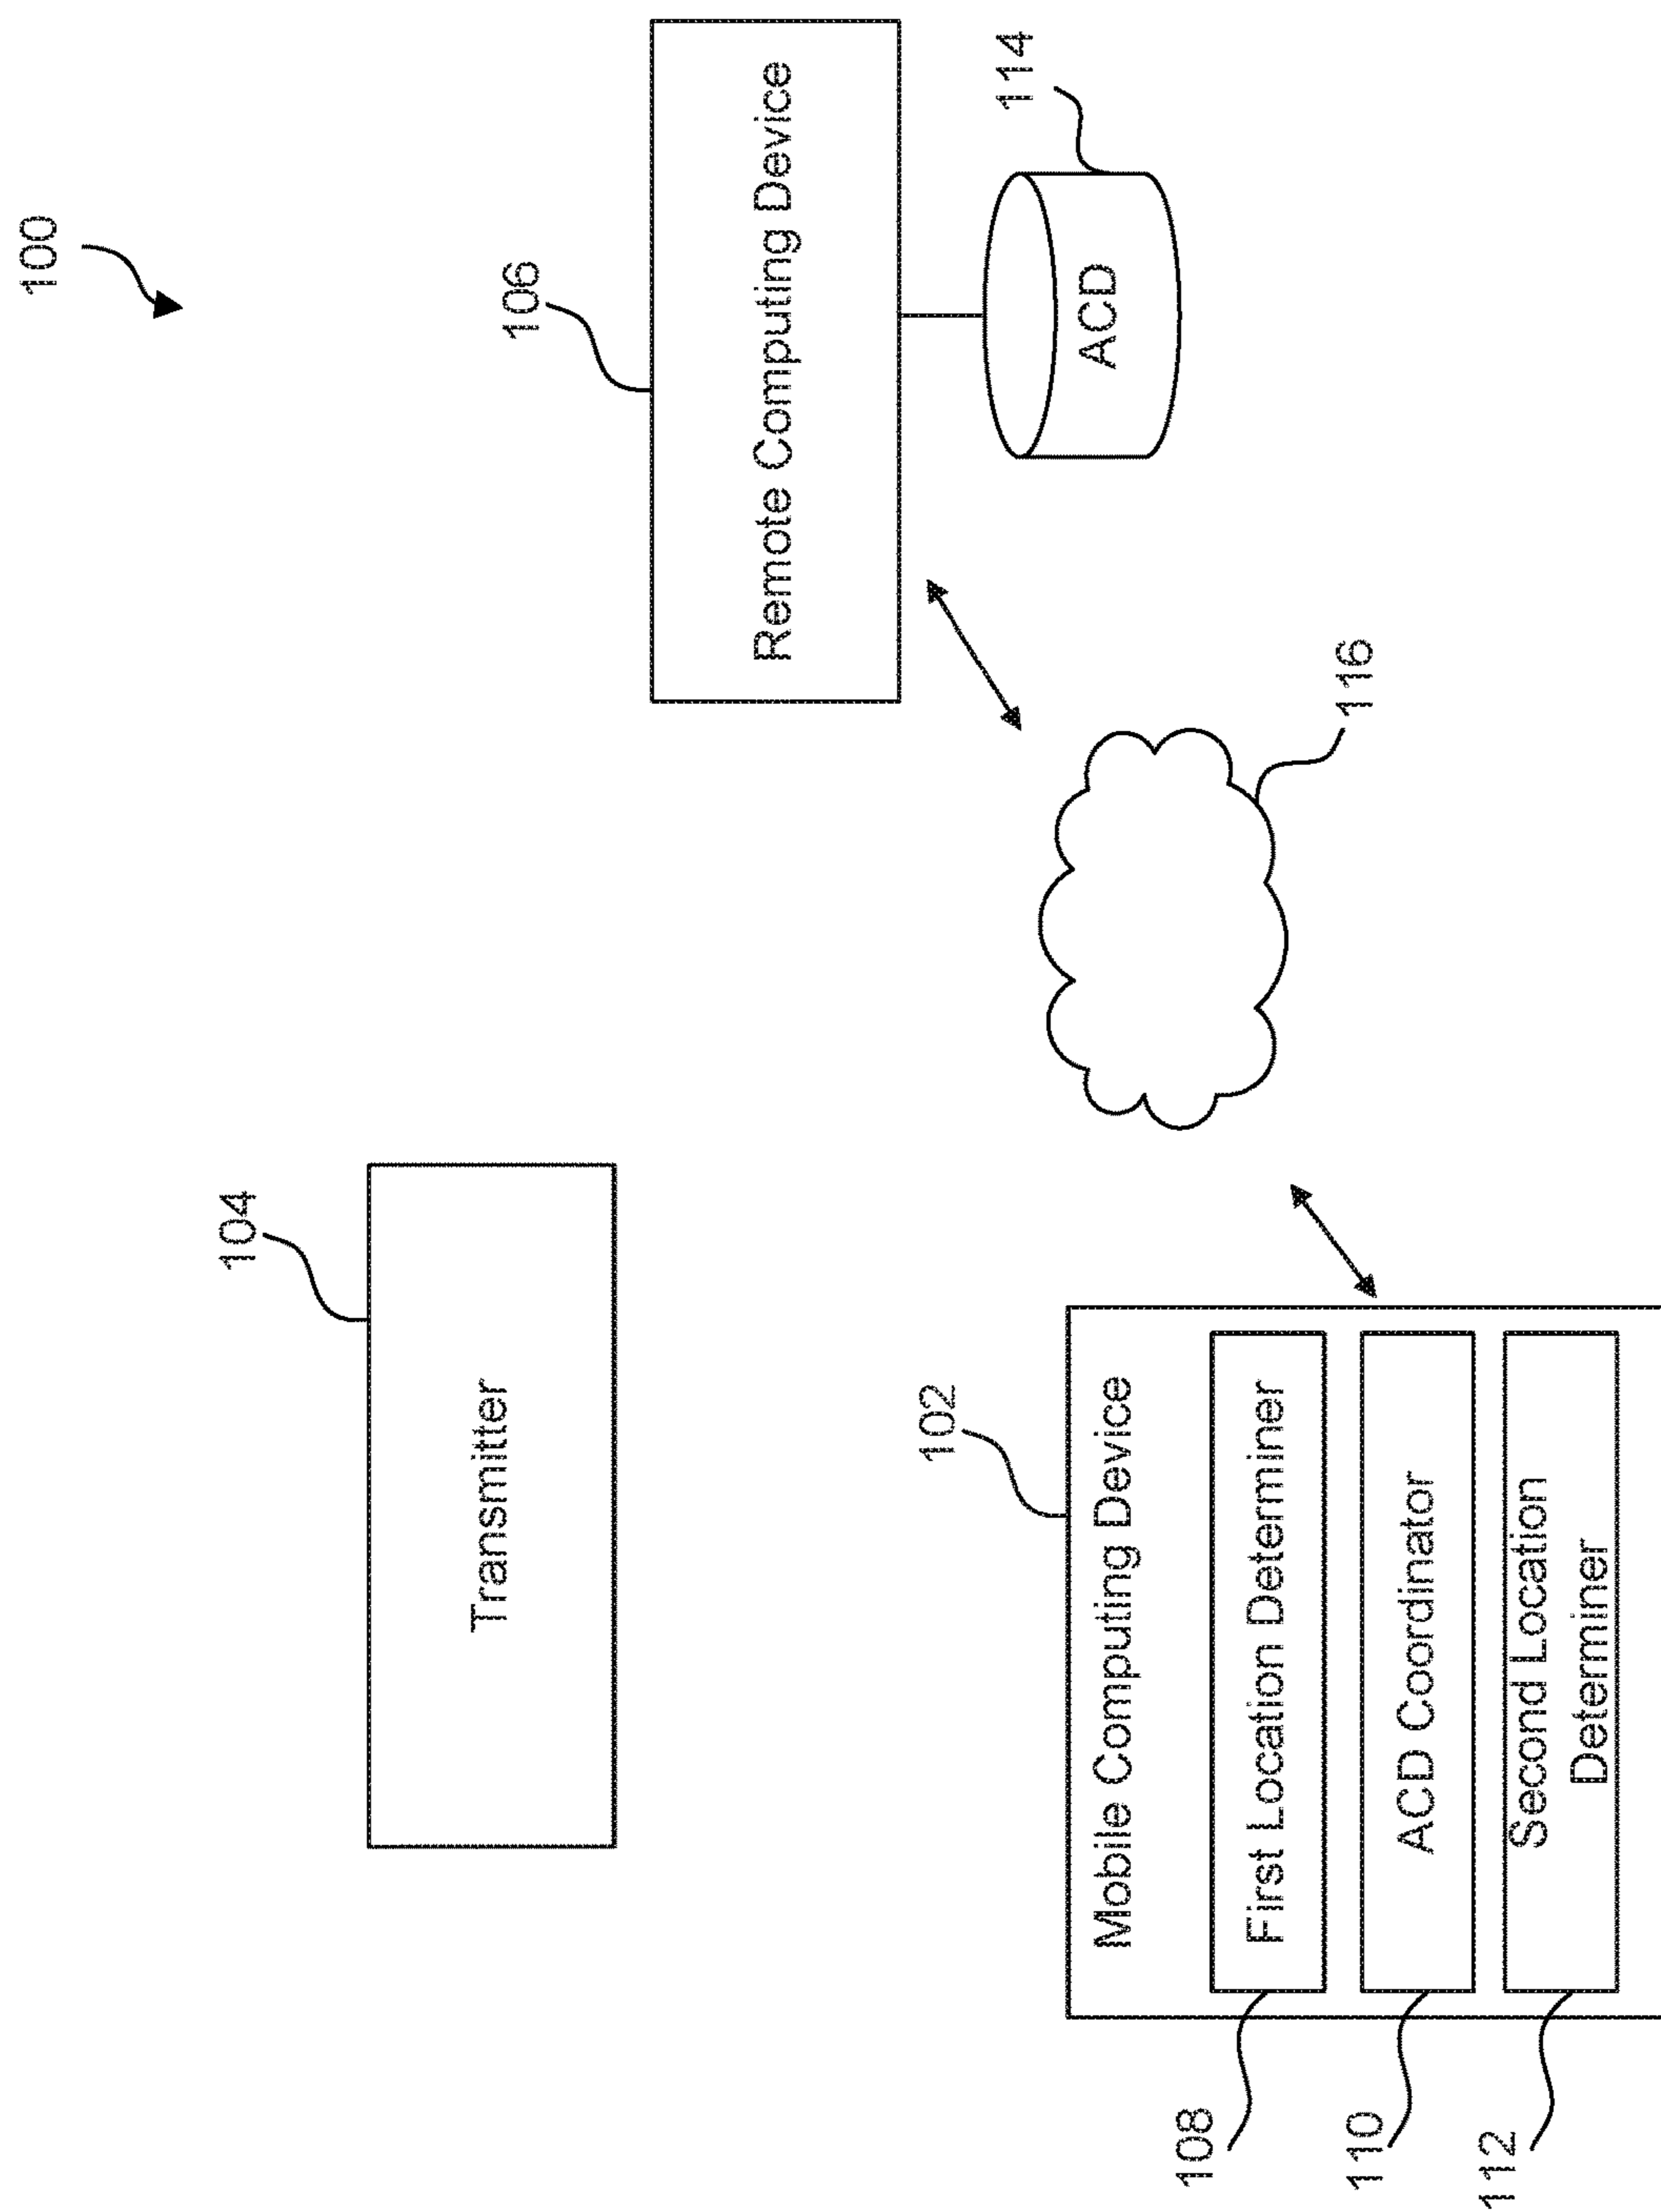 100
104
Transmitter
106
Remote Computing Device
114
ACD
102
Mobile Computing Device
108
First Location Determiner
110
ACD Coordinator
112
Second Location
Determiner
116